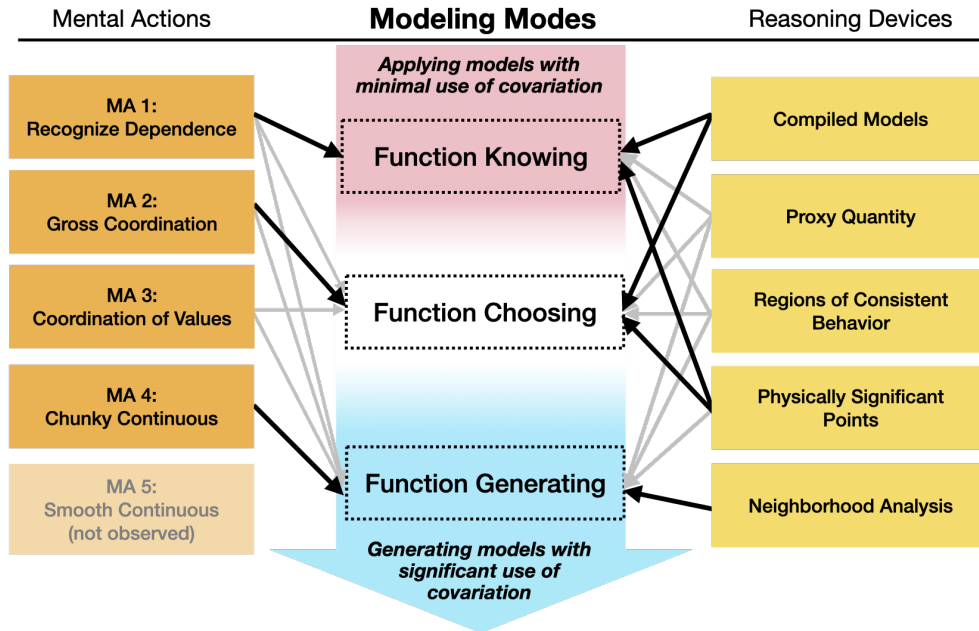 Mental Actions
Modeling Modes
Reasoning Devices
Applying models with
minimal use of covariation
MA 1:
Recognize Dependence
MA 2:
Gross Coordination
MA 3:
Coordination of Values
MA 4:
Chunky Continuous
MA 5:
Smooth Continuous
(not observed)
Function Knowing
Function Choosing
Function Generating
Generating models with
significant use of
covariation
Compiled Models
Proxy Quantity
Regions of Consistent
Behavior
Physically Significant
Points
Neighborhood Analysis